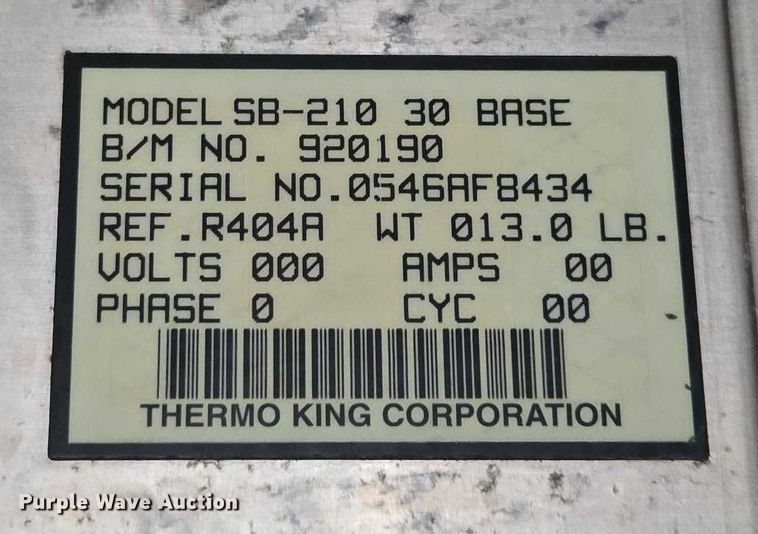 MODEL SB-210 30 BASE
B/M NO. 920190
SERIAL NO.0546AF8434
REF.R404A WT 013.0 LB.
VOLTS 000 AMPS 00
PHASE 0 CYC 00
THERMO KING CORPORATION
Purple Wave Auction